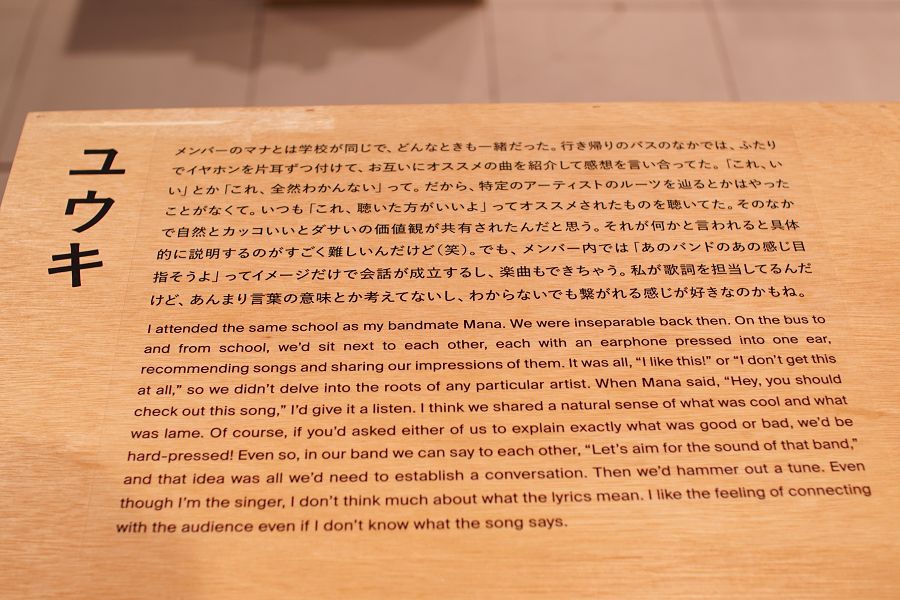 ユウキ
メンバーのマナとは学校が同じで、どんなときも一緒だった。行き帰りのバスのなかでは、ふたり
でイヤホンを片耳ずつ付けて、お互いにオススメの曲を紹介して感想を言い合ってた。「これ、い
い」とか「これ、全然わかんない」って。だから、特定のアーティストのルーツを辿るとかはやった
ことがなくて。いつも「これ、聴いた方がいいよ」ってオススメされたものを聴いてた。そのなか
で自然とカッコいいとダサいの価値観が共有されたんだと思う。それが何かと言われると具体
的に説明するのがすごく難しいんだけど（笑）。でも、メンバー内では「あのバンドのあの感じ目
指そうよ」ってイメージだけで会話が成立するし、楽曲もできちゃう。私が歌詞を担当してるんだ
けど、あんまり言葉の意味とか考えてないし、わからないでも繋がれる感じが好きなのかもね。
I attended the same school as my bandmate Mana. We were inseparable back then. On the bus to
and from school, we'd sit next to each other, each with an earphone pressed into one ear,
recommending songs and sharing our impressions of them. It was all, “I like this!” or “I don't get this
at all,” so we didn't delve into the roots of any particular artist. When Mana said, “Hey, you should
check out this song,” I'd give it a listen. I think we shared a natural sense of what was cool and what
was lame. Of course, if you'd asked either of us to explain exactly what was good or bad, we'd be
hard-pressed! Even so, in our band we can say to each other, “Let's aim for the sound of that band,”
and that idea was all we'd need to establish a conversation. Then we'd hammer out a tune. Even
though I'm the singer, I don't think much about what the lyrics mean. I like the feeling of connecting
with the audience even if I don't know what the song says.